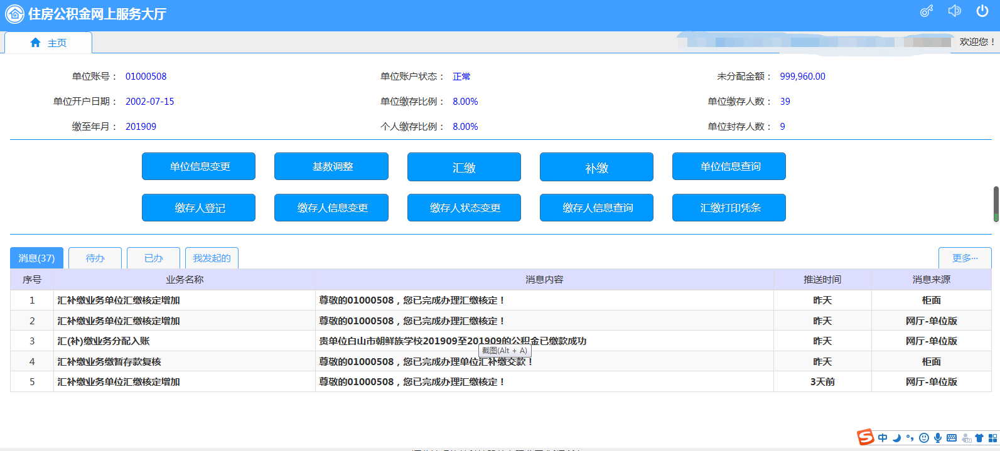 住房公积金网上服务大厅
主页
欢迎您！
单位账号： 01000508 单位账户状态： 正常 未分配金额： 999,960.00
单位开户日期： 2002-07-15 单位缴存比例： 8.00% 单位缴存人数： 39
缴至年月： 201909 个人缴存比例： 8.00% 单位封存人数： 9
单位信息变更 基数调整 汇缴 补缴 单位信息查询
缴存人登记 缴存人信息变更 缴存人状态变更 缴存人信息查询 汇缴打印凭条
消息(37) 待办 已办 我发起的 更多···
序号 业务名称 消息内容 推送时间 消息来源
1 汇补缴业务单位汇缴核定增加 尊敬的01000508，您已完成办理汇缴核定！ 昨天 柜面
2 汇补缴业务单位汇缴核定增加 尊敬的01000508，您已完成办理汇缴核定！ 昨天 网厅-单位版
3 汇(补)缴业务分配入账 贵单位白山市朝鲜族学校201909至201909的公积金已缴款成功 昨天 网厅-单位版
截图(Alt + A)
4 汇补缴业务缴暂存款复核 尊敬的01000508，您已完成办理单位汇补缴交款！ 昨天 柜面
5 汇补缴业务单位汇缴核定增加 尊敬的01000508，您已完成办理汇缴核定！ 3天前 网厅-单位版
中